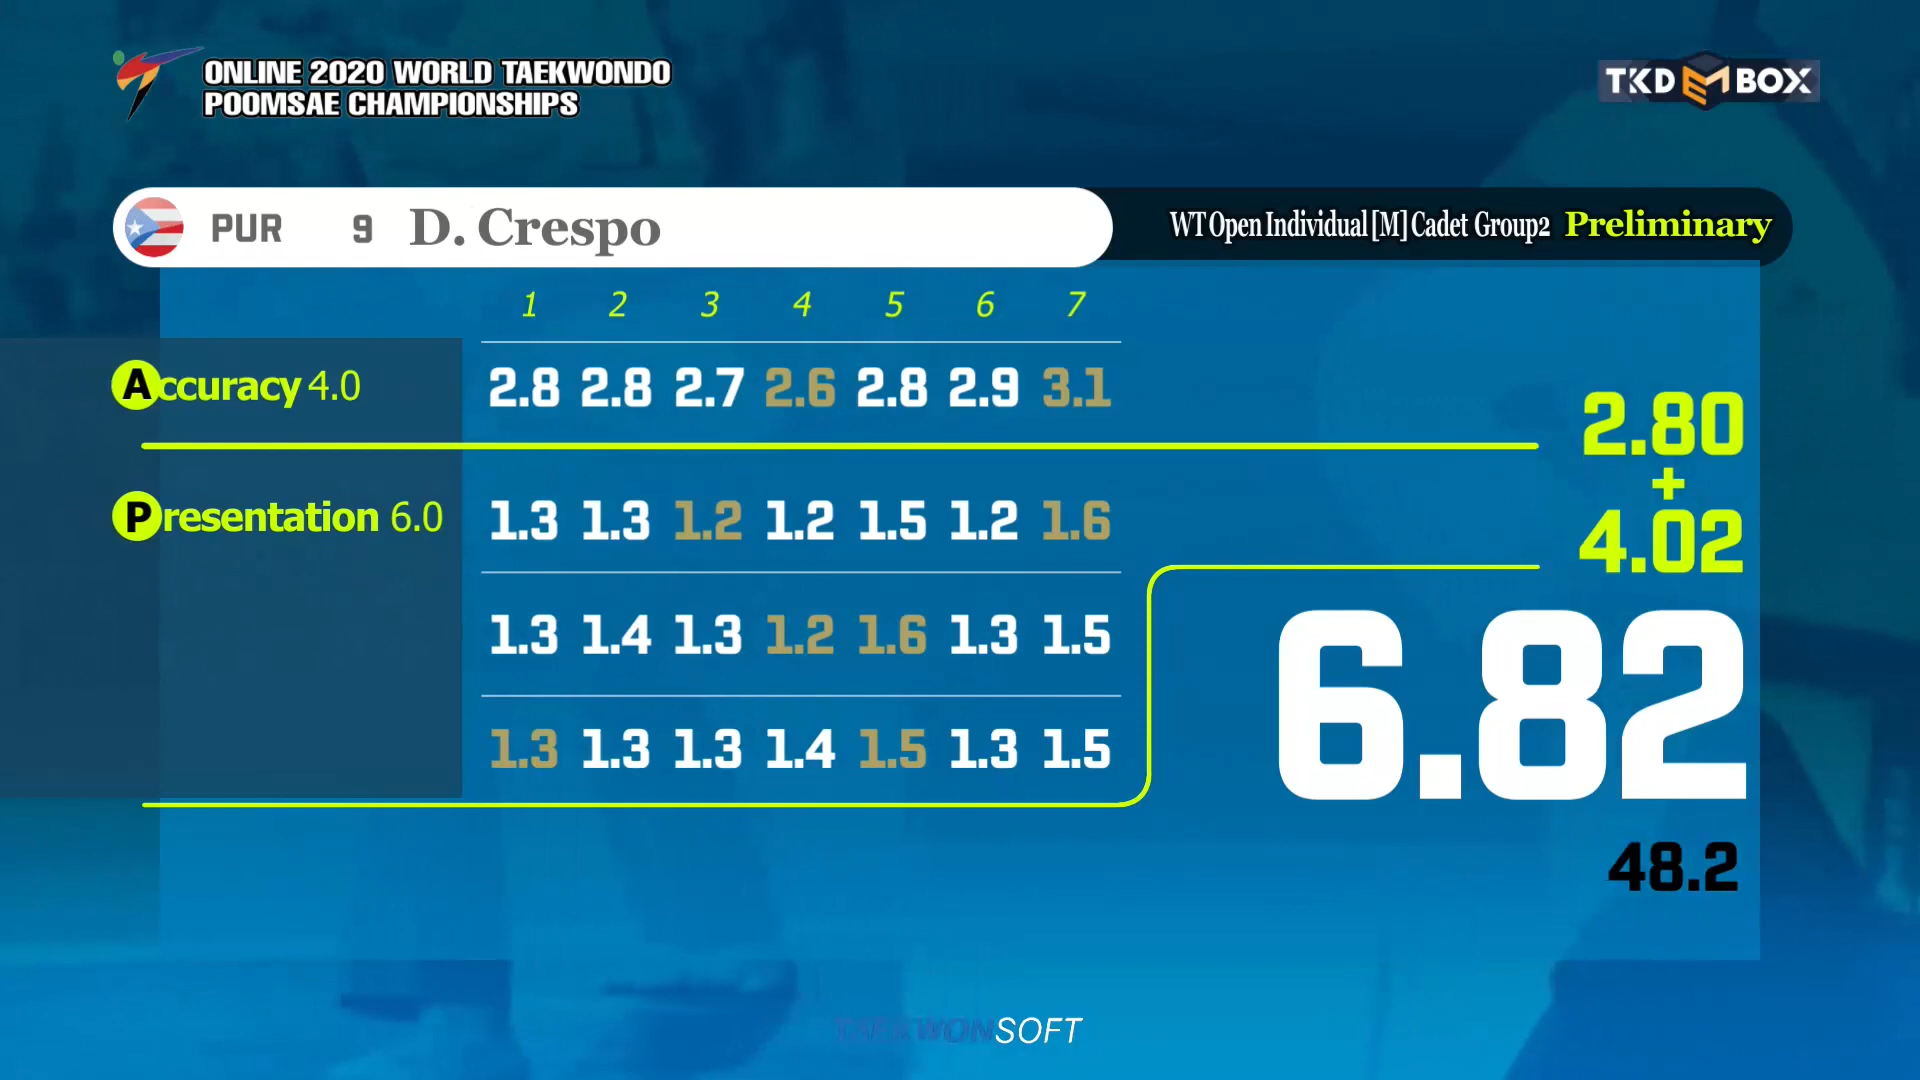 ONLINE 2020 WORLD TAEKWONDO
POOMSAE CHAMPIONSHIPS
TKD BOX
PUR 9 D. Crespo
WT Open Individual [M] Cadet Group2 Preliminary
1 2 3 4 5 6 7
Accuracy 4.0 2.8 2.8 2.7 2.6 2.8 2.9 3.1
2.80
+
Presentation 6.0 1.3 1.3 1.2 1.2 1.5 1.2 1.6
4.02
1.3 1.4 1.3 1.2 1.6 1.3 1.5
6.82
1.3 1.3 1.3 1.4 1.5 1.3 1.5
48.2
TAEKWONSOFT